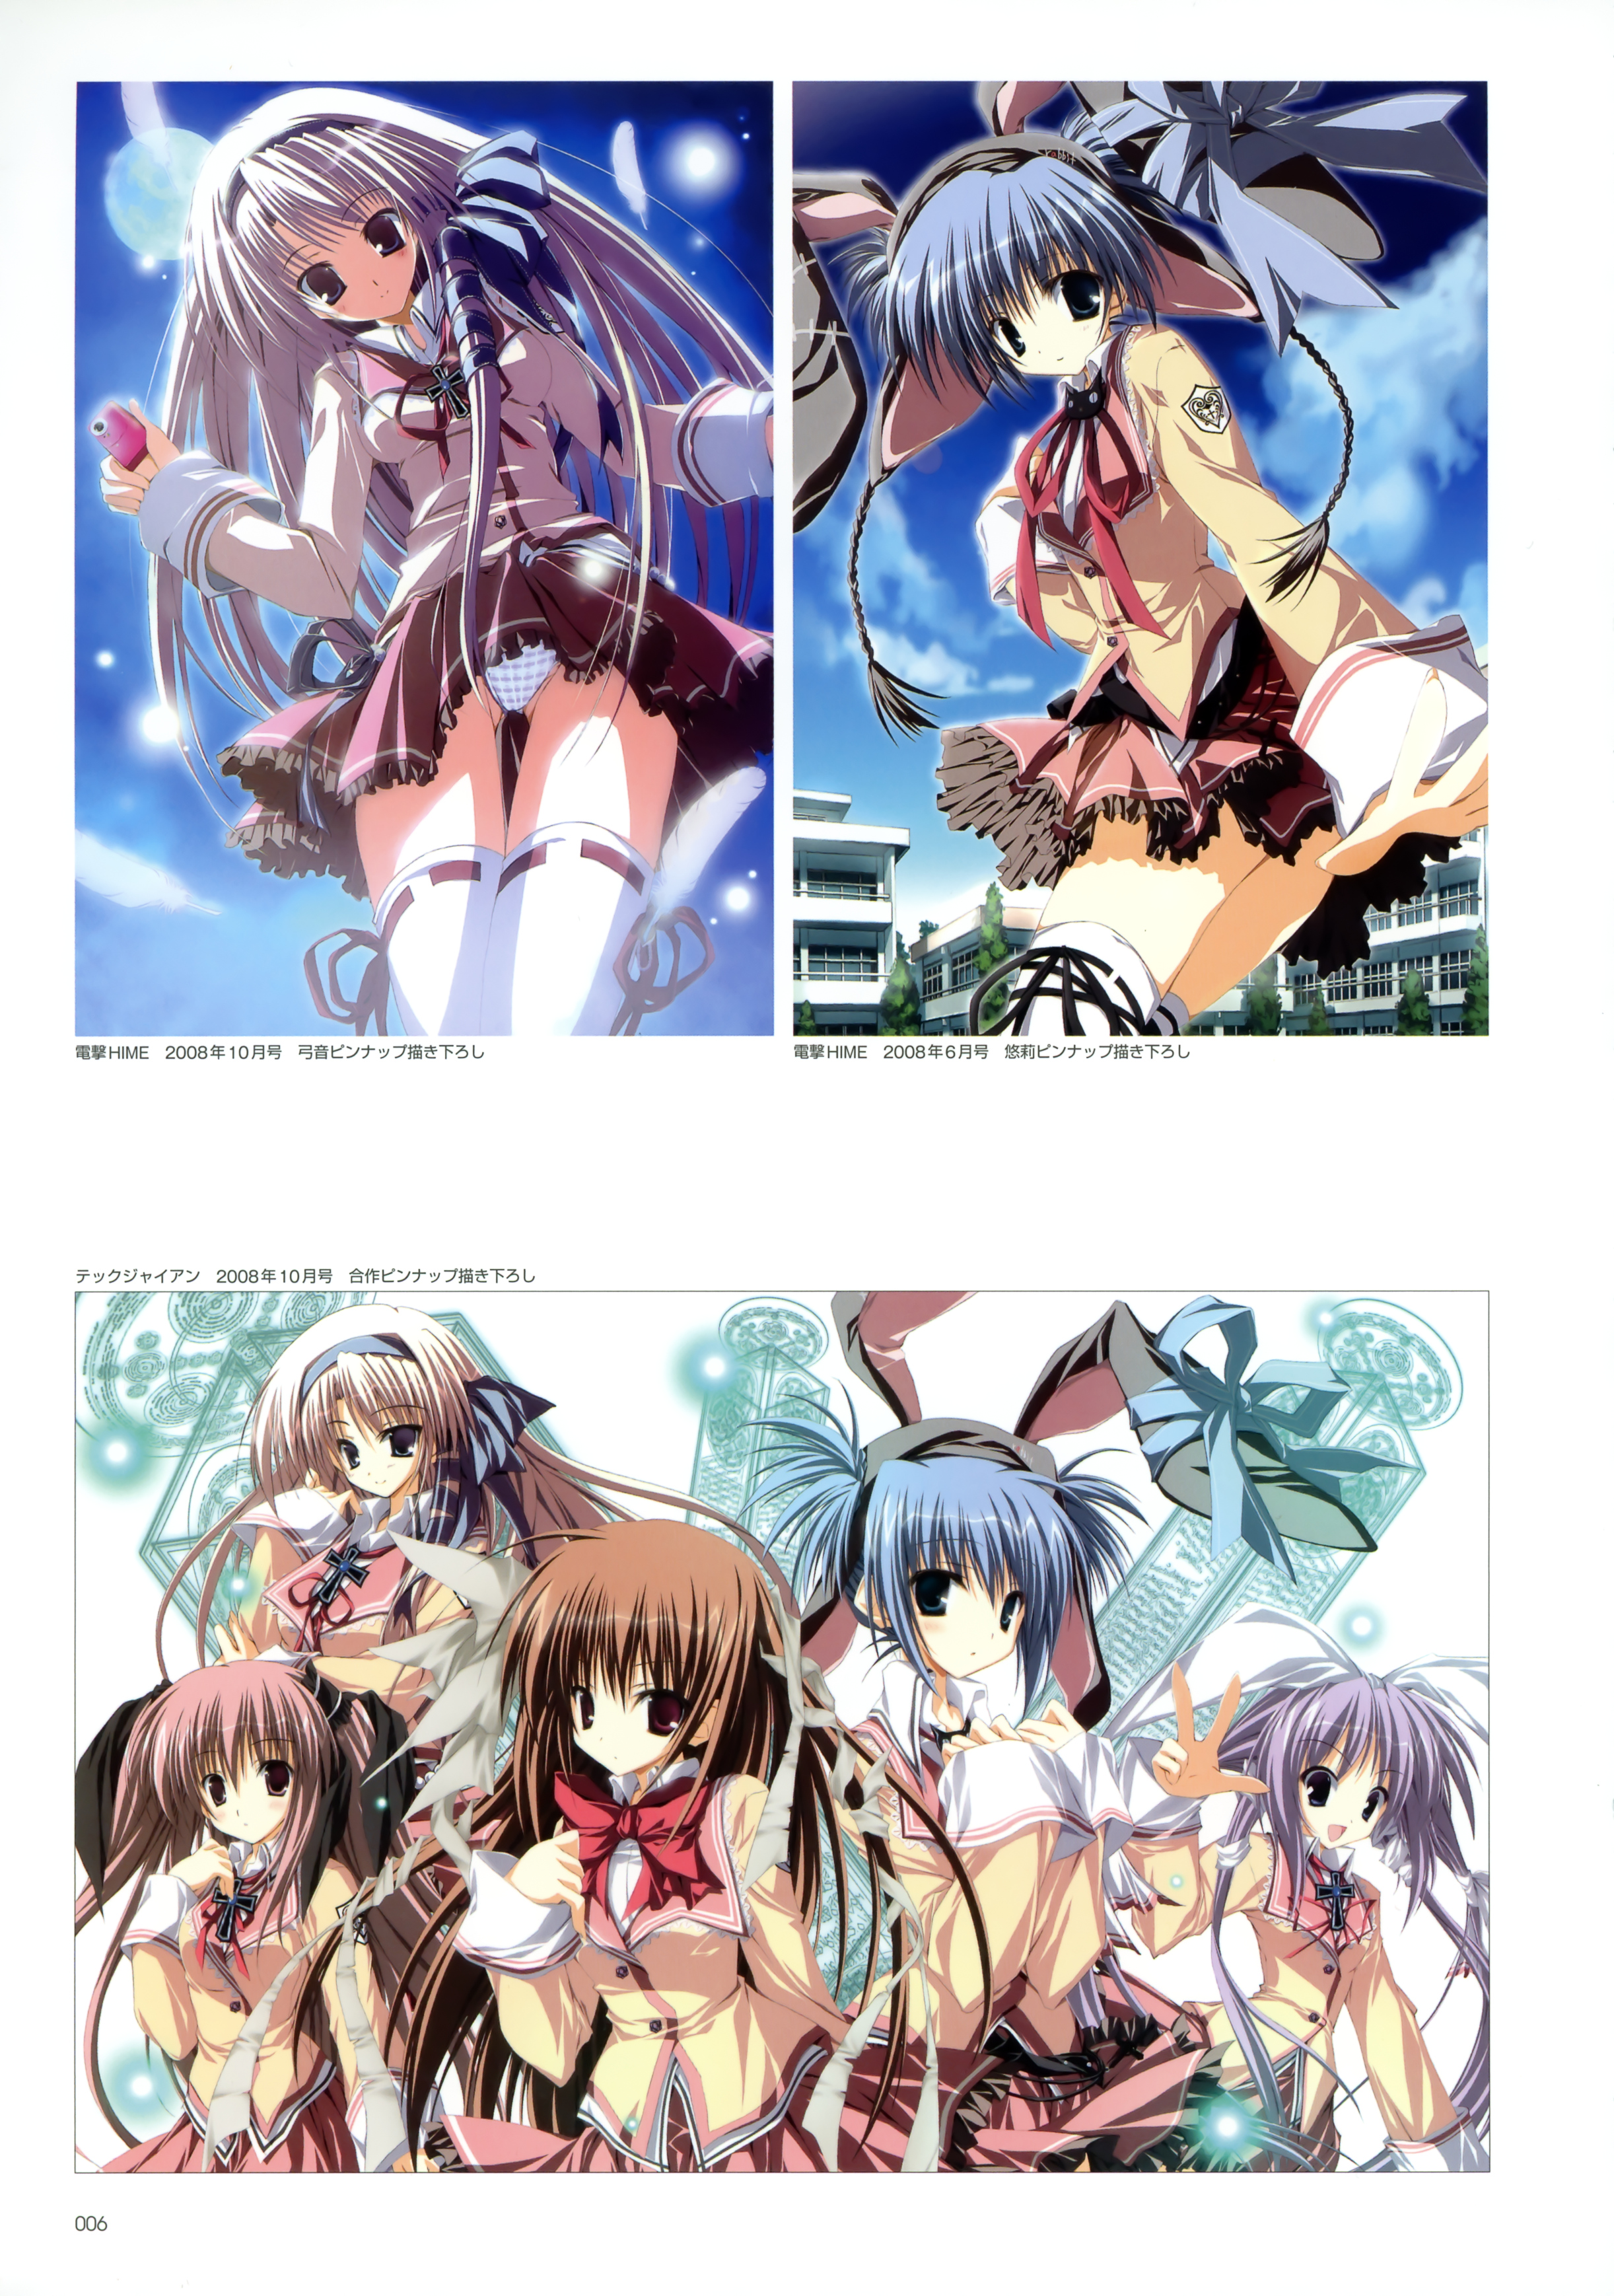 rabbit
電撃HIME　2008年10月号　弓音ピンナップ描き下ろし
電撃HIME　2008年6月号　悠莉ピンナップ描き下ろし
テックジャイアン　2008年10月号　合作ピンナップ描き下ろし
006